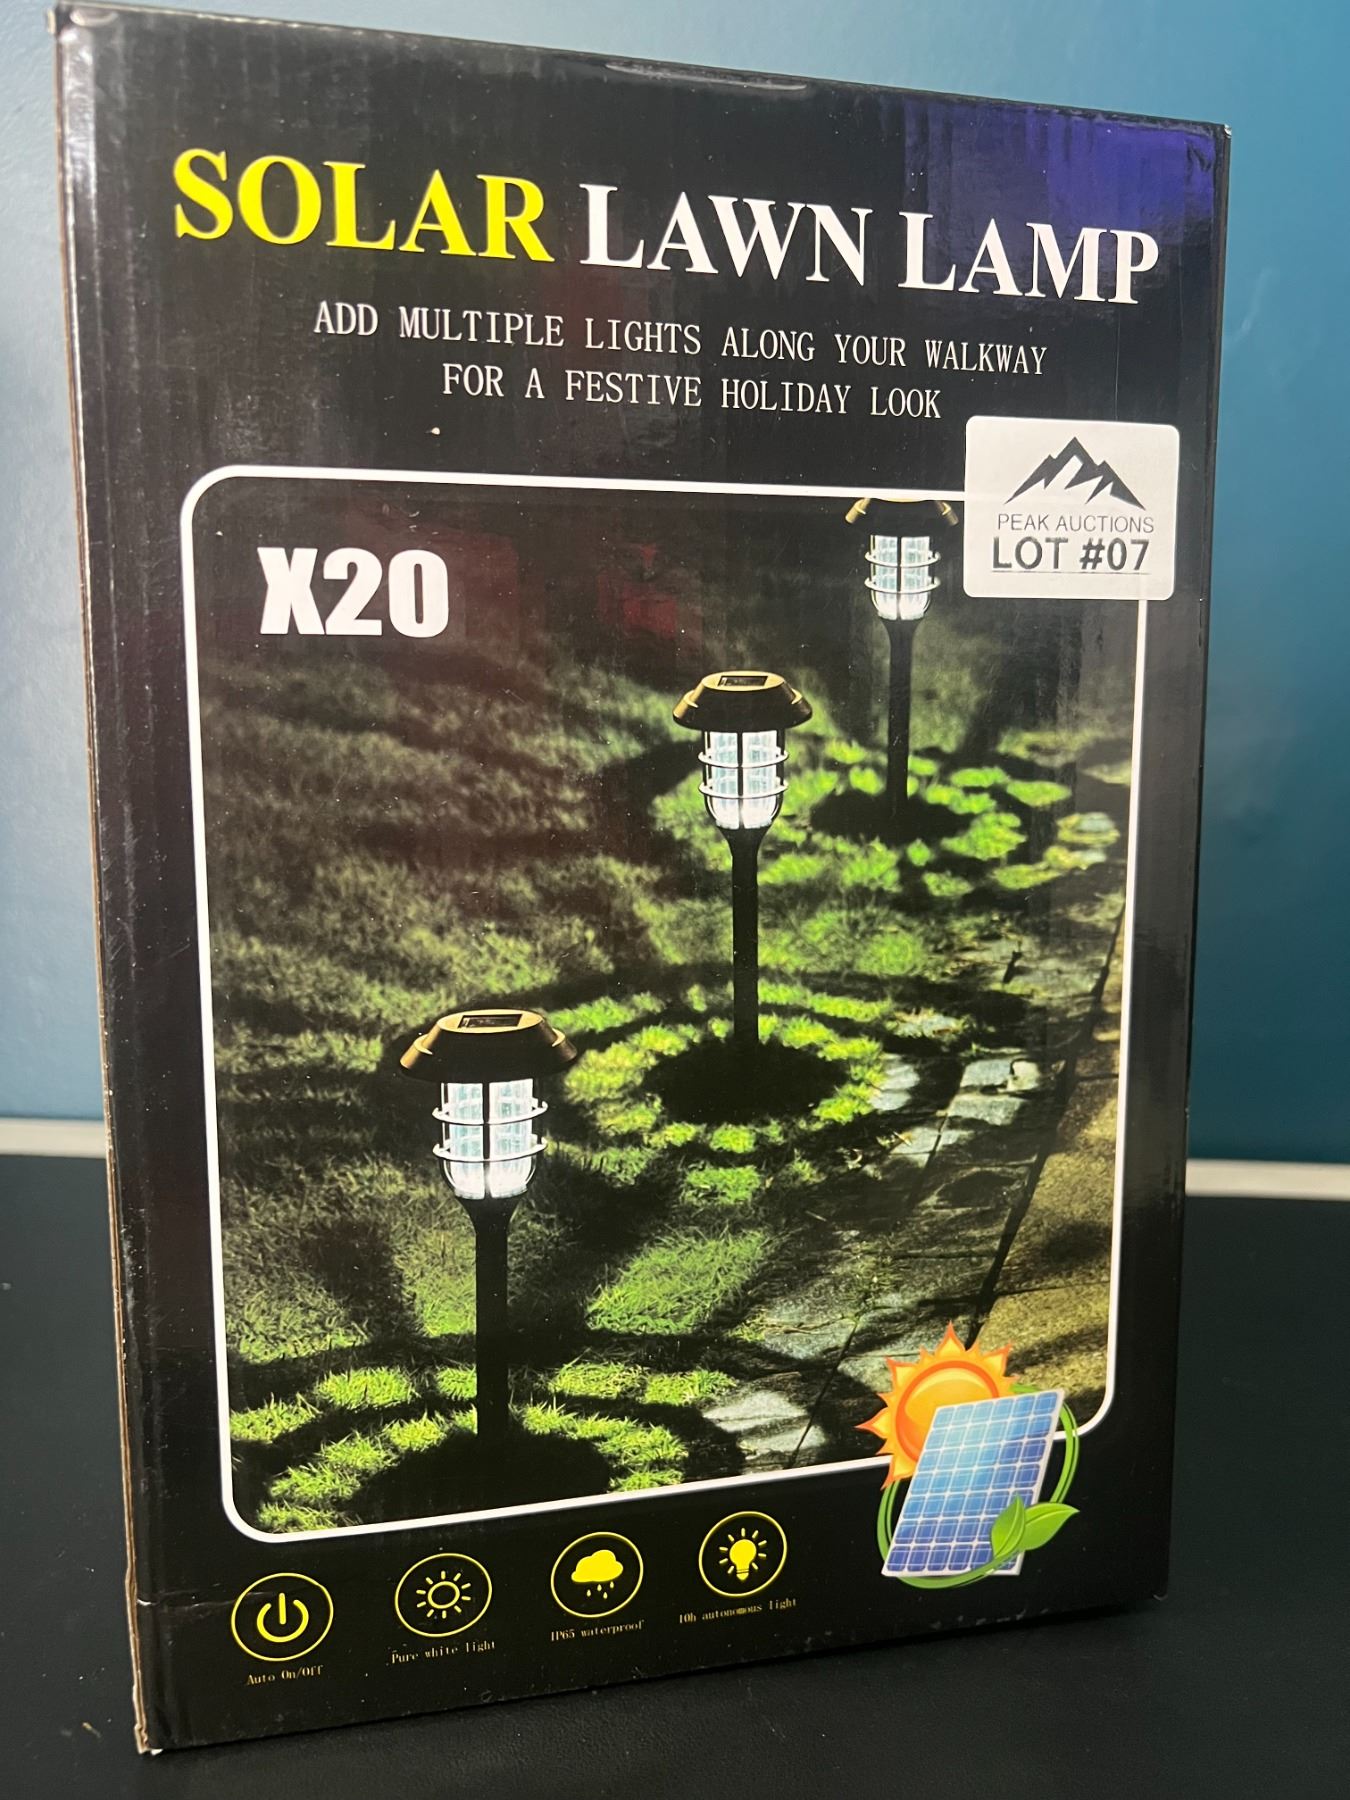 SOLAR LAWN LAMP
ADD MULTIPLE LIGHTS ALONG YOUR WALKWAY
FOR A FESTIVE HOLIDAY LOOK
PEAK AUCTIONS
LOT #07
X20
Auto On/Off
Pure white light
IP65 waterproof
10h autonomous light